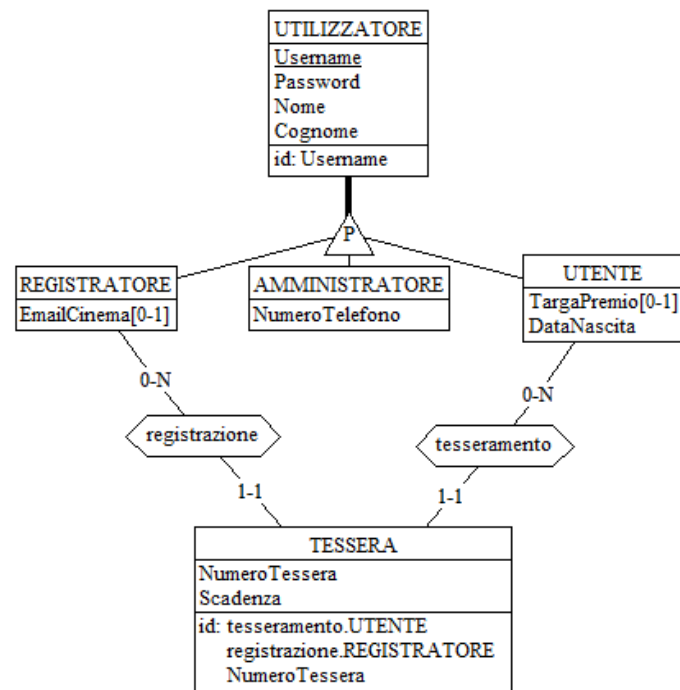 UTILIZZATORE
Username
Password
Nome
Cognome
id: Username
P
REGISTRATORE
EmailCinema[0-1]
AMMINISTRATORE
NumeroTelefono
UTENTE
TargaPremio[0-1]
DataNascita
0-N
0-N
registrazione
tesseramento
1-1
1-1
TESSERA
NumeroTessera
Scadenza
id: tesseramento.UTENTE
registrazione.REGISTRATORE
NumeroTessera